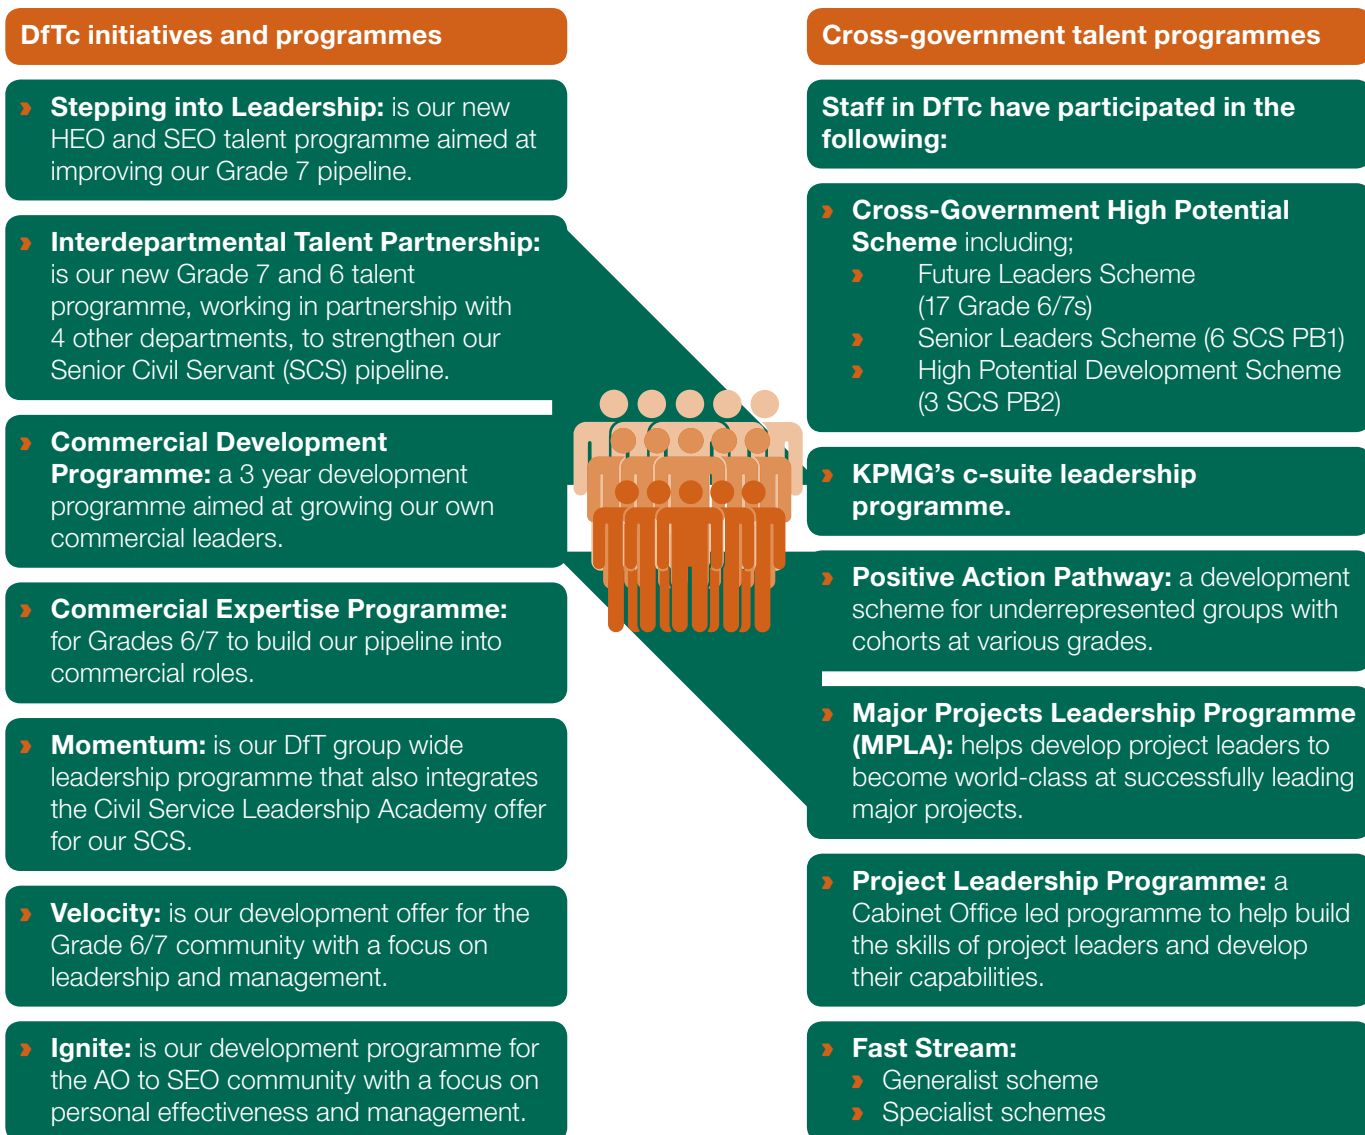 DfTc initiatives and programmes
Stepping into Leadership: is our new
HEO and SEO talent programme aimed at
improving our Grade 7 pipeline.
Interdepartmental Talent Partnership:
is our new Grade 7 and 6 talent
programme, working in partnership with
4 other departments, to strengthen our
Senior Civil Servant (SCS) pipeline.
Commercial Development
Programme: a 3 year development
programme aimed at growing our own
commercial leaders.
Commercial Expertise Programme:
for Grades 6/7 to build our pipeline into
commercial roles.
Momentum: is our DfT group wide
leadership programme that also integrates
the Civil Service Leadership Academy offer
for our SCS.
Velocity: is our development offer for the
Grade 6/7 community with a focus on
leadership and management.
Ignite: is our development programme for
the AO to SEO community with a focus on
personal effectiveness and management.
Cross-government talent programmes
Staff in DfTc have participated in the
following:
Cross-Government High Potential
Scheme including;
Future Leaders Scheme
(17 Grade 6/7s)
Senior Leaders Scheme (6 SCS PB1)
High Potential Development Scheme
(3 SCS PB2)
KPMG's c-suite leadership
programme.
Positive Action Pathway: a development
scheme for underrepresented groups with
cohorts at various grades.
Major Projects Leadership Programme
(MPLA): helps develop project leaders to
become world-class at successfully leading
major projects.
Project Leadership Programme: a
Cabinet Office led programme to help build
the skills of project leaders and develop
their capabilities.
Fast Stream:
Generalist scheme
Specialist schemes